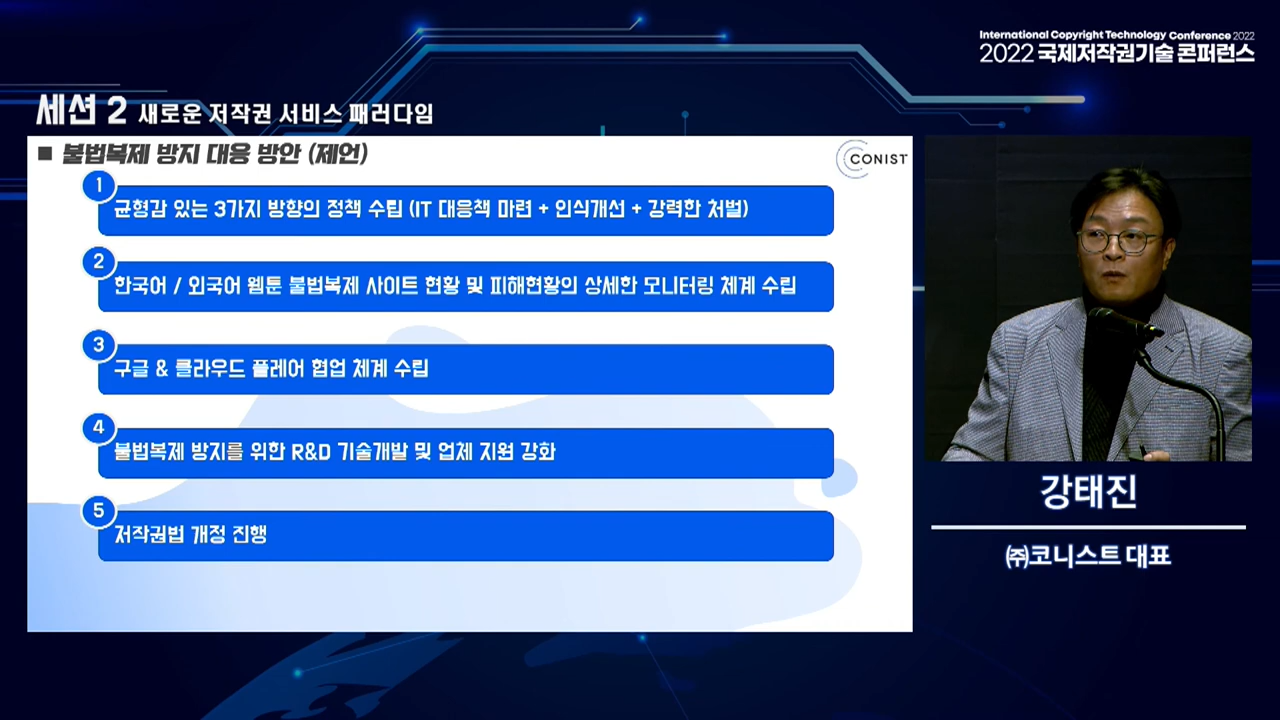 International Copyright Technology Conference 2022
2022 국제저작권기술 콘퍼런스
세션 2 새로운 저작권 서비스 패러다임
■ 불법복제 방지 대응 방안 (제언)
CONIST
1
균형감 있는 3가지 방향의 정책 수립 (IT 대응책 마련 + 인식개선 + 강력한 처벌)
2
한국어 / 외국어 웹툰 불법복제 사이트 현황 및 피해현황의 상세한 모니터링 체계 수립
3
구글 & 클라우드 플레어 협업 체계 수립
4
불법복제 방지를 위한 R&D 기술개발 및 업체 지원 강화
5
저작권법 개정 진행
강태진
㈜코니스트 대표